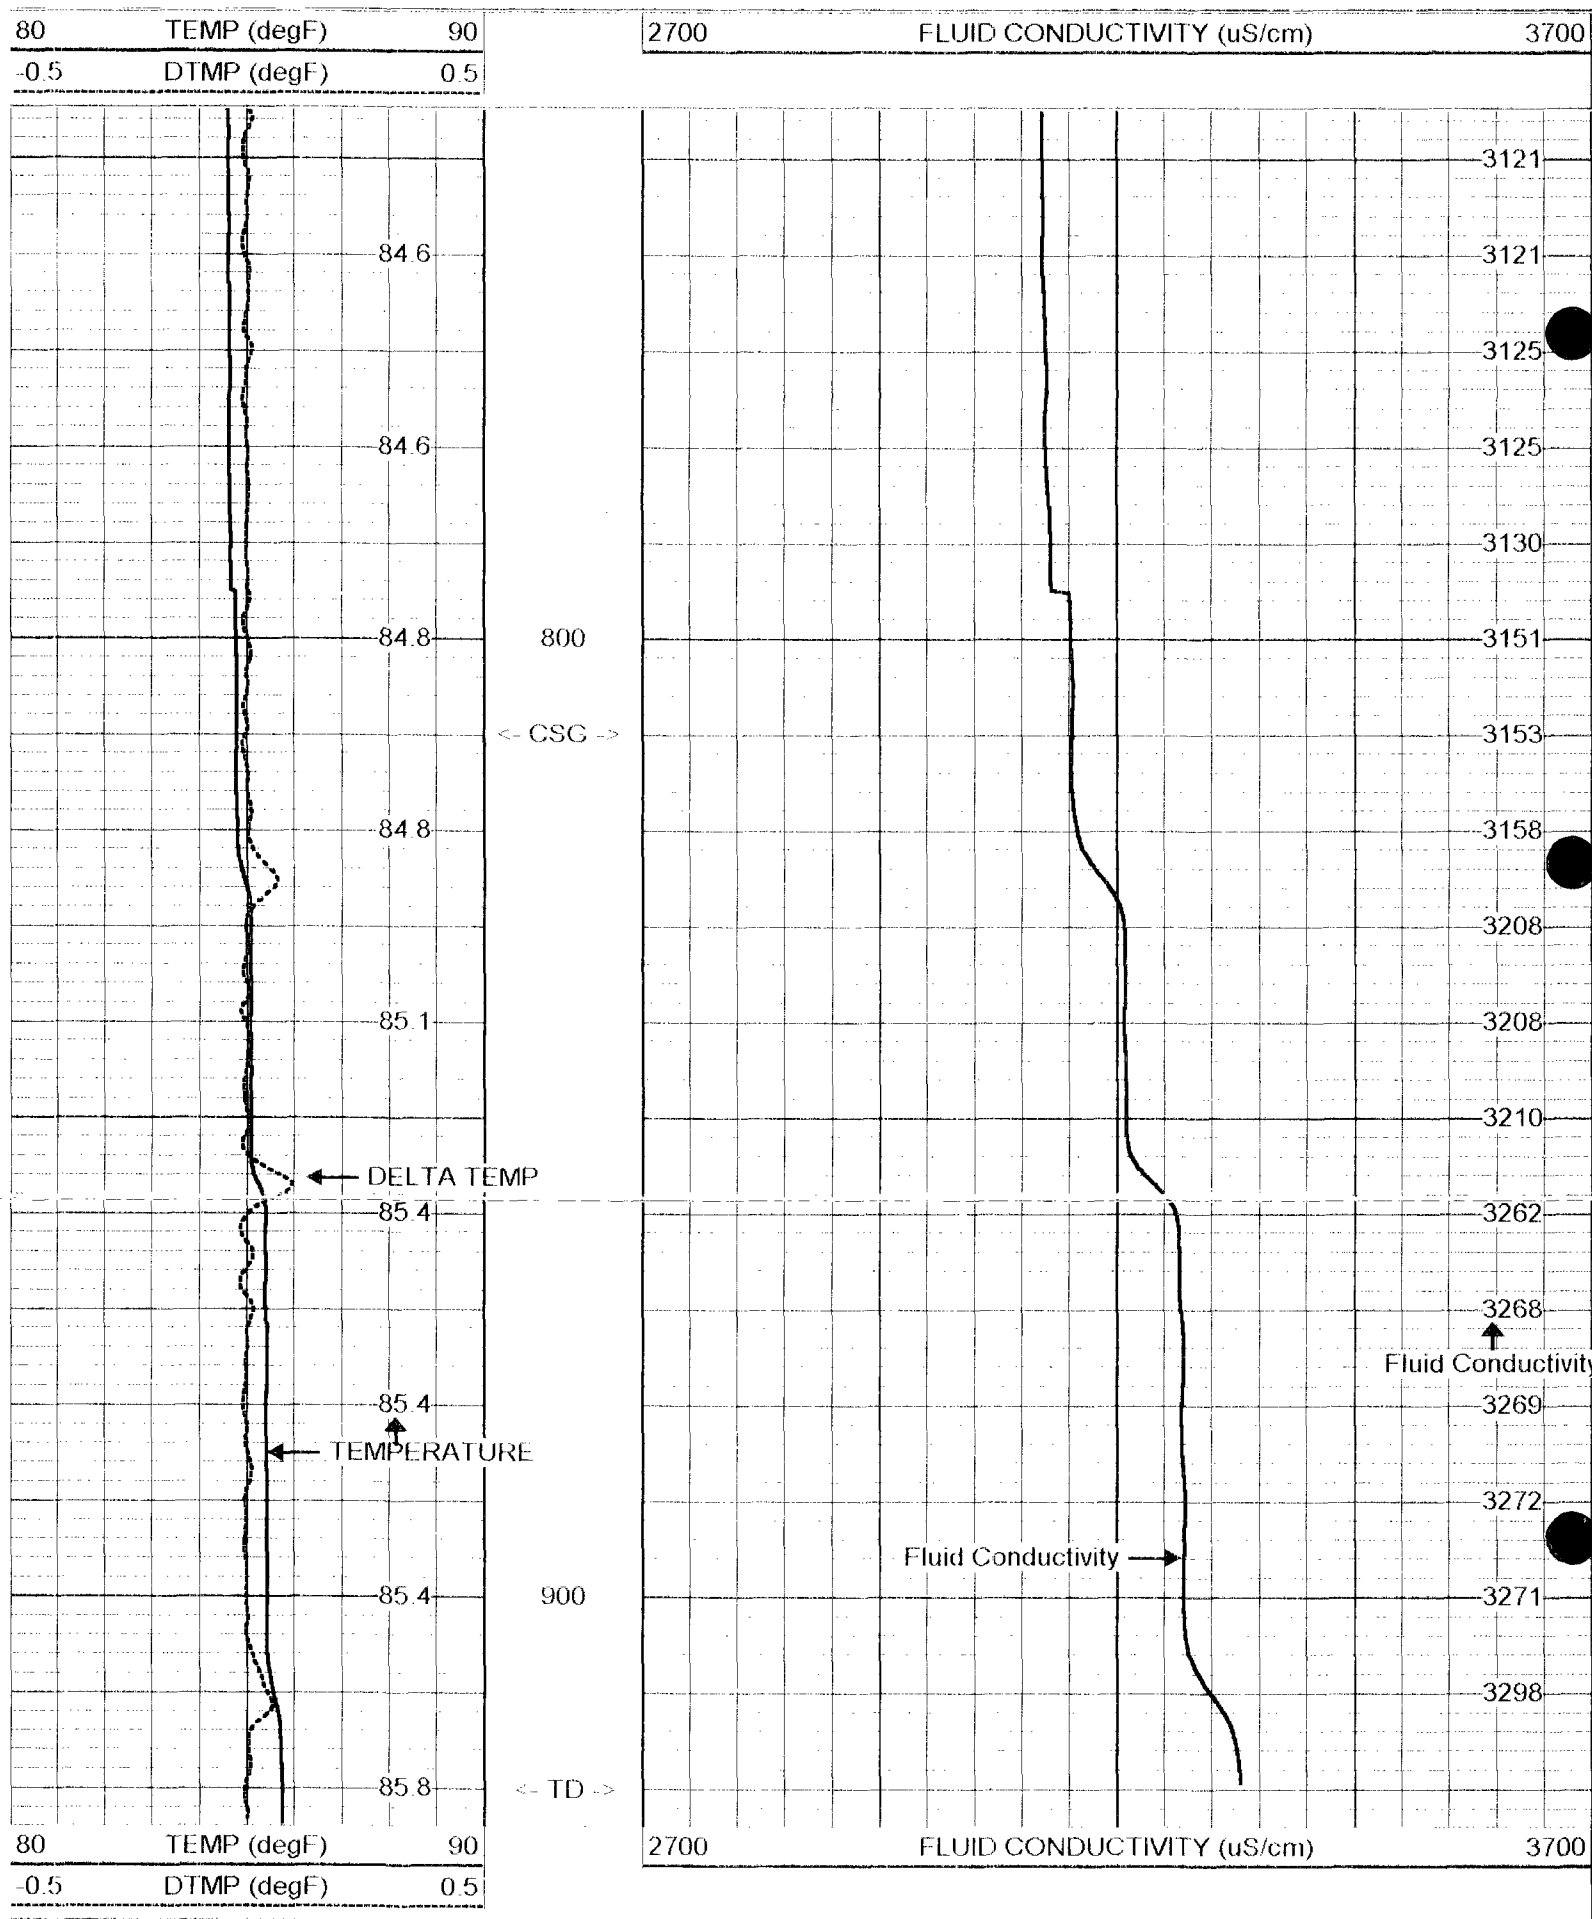 80 TEMP (degF) 90 2700 FLUID CONDUCTIVITY (uS/cm) 3700
-0.5 DTMP (degF) 0.5
3121
84.6 3121
3125
84.6 3125
3130
84.8 800 3151
<- CSG -> 3153
84.8 3158
3208
85.1 3208
3210
DELTA TEMP
85.4 3262
3268
Fluid Conductivity
85.4 3269
TEMPERATURE
3272
Fluid Conductivity
85.4 900 3271
3298
85.8 <- TD ->
80 TEMP (degF) 90 2700 FLUID CONDUCTIVITY (uS/cm) 3700
-0.5 DTMP (degF) 0.5